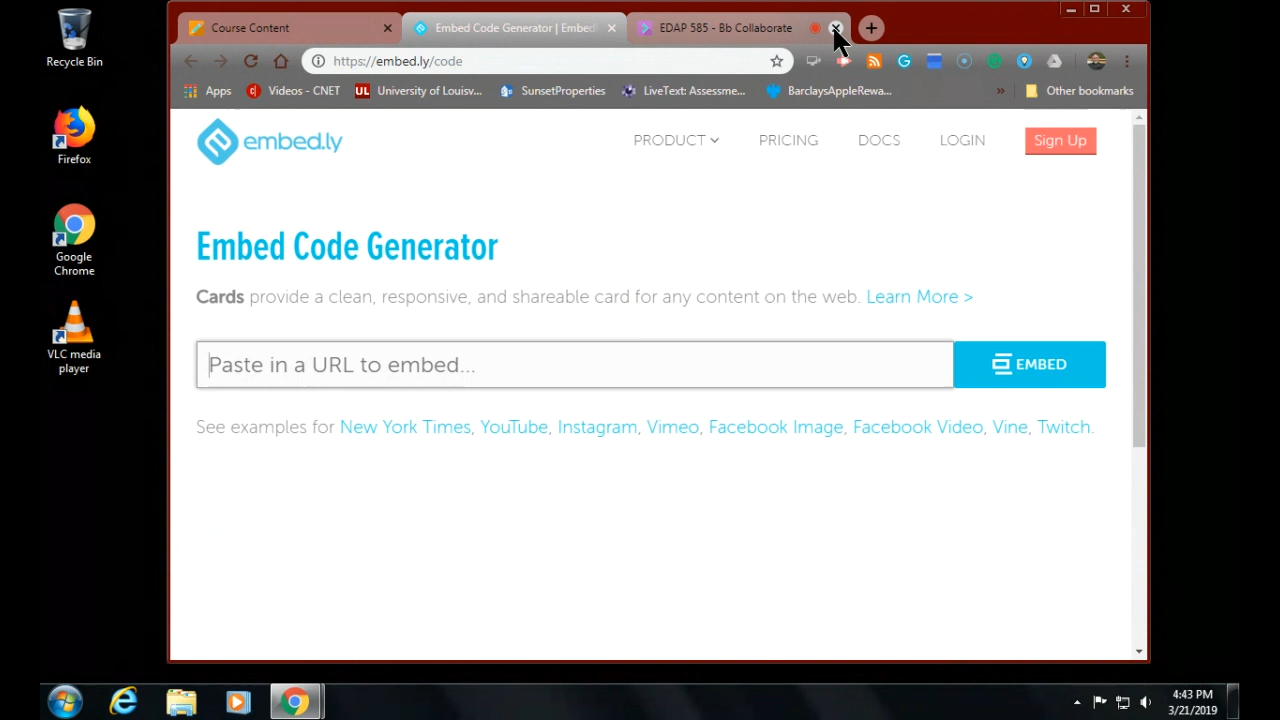 Recycle Bin
Firefox
Google
Chrome
VLC media
player
Course Content
Embed Code Generator | Embed
EDAP 585 - Bb Collaborate
https://embed.ly/code
Apps
Videos - CNET
UL University of Louisv...
SunsetProperties
LiveText: Assessme...
BarclaysAppleRewa...
»
Other bookmarks
embed.ly
PRODUCT
PRICING
DOCS
LOGIN
Sign Up
Embed Code Generator
Cards provide a clean, responsive, and shareable card for any content on the web. Learn More >
Paste in a URL to embed...
EMBED
See examples for New York Times, YouTube, Instagram, Vimeo, Facebook Image, Facebook Video, Vine, Twitch.
4:43 PM
3/21/2019